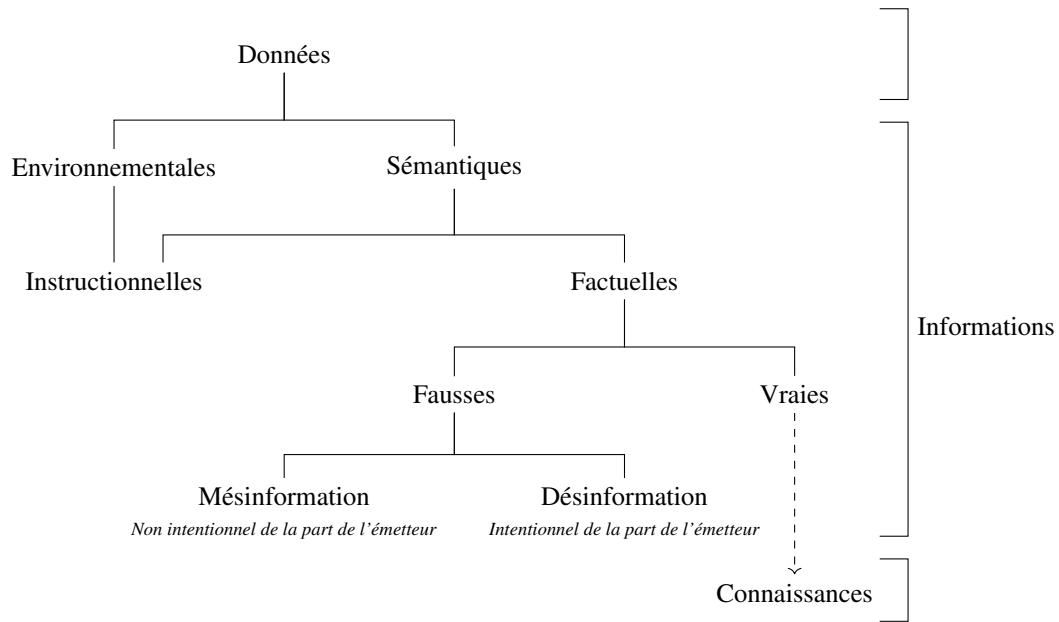 Données
Environnementales
Sémantiques
Instructionnelles
Factuelles
Informations
Fausses
Vraies
Mésinformation
Non intentionnel de la part de l'émetteur
Désinformation
Intentionnel de la part de l'émetteur
Connaissances